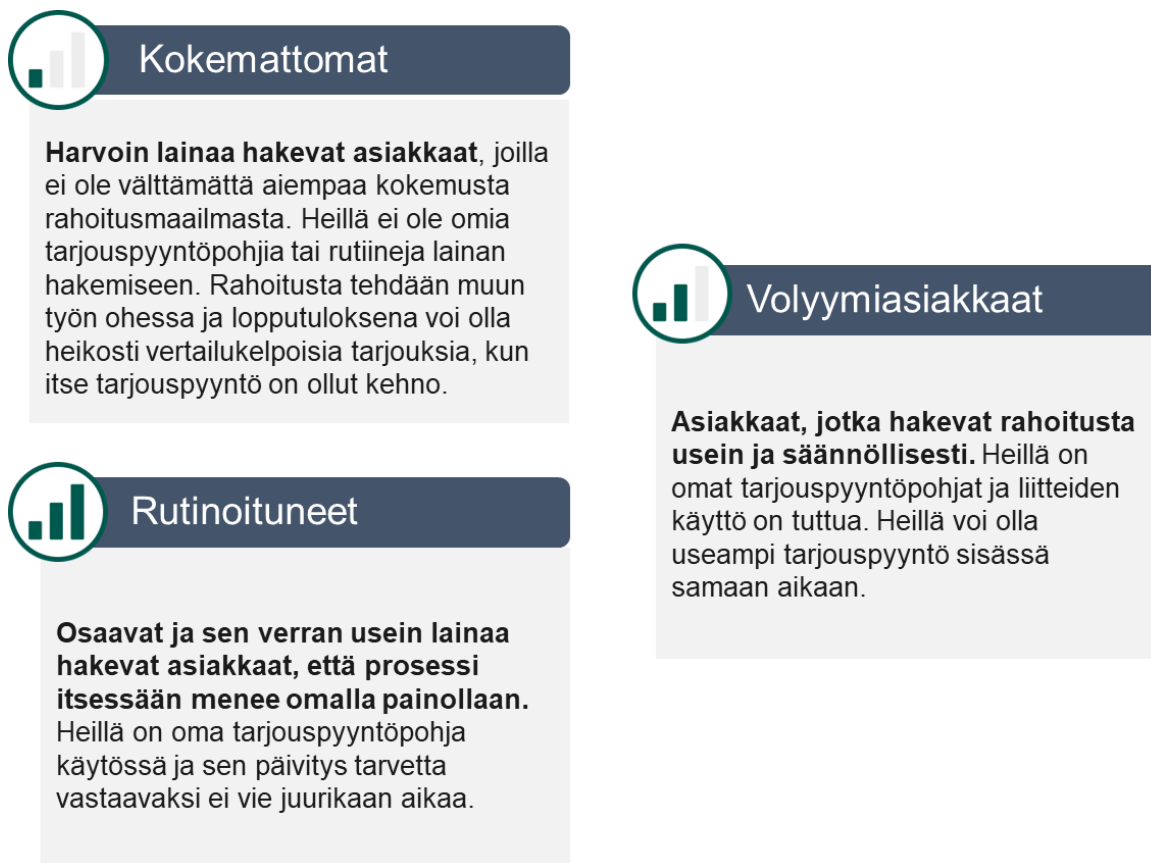 Kokemattomat
Harvoin lainaa hakevat asiakkaat, joilla
ei ole välttämättä aiempaa kokemusta
rahoitusmaailmasta. Heillä ei ole omia
tarjouspyyntöpohjia tai rutiineja lainan
hakemiseen. Rahoitusta tehdään muun
työn ohessa ja lopputuloksena voi olla
heikosti vertailukelpoisia tarjouksia, kun
itse tarjouspyyntö on ollut kehno.
Rutinoituneet
Osaavat ja sen verran usein lainaa
hakevat asiakkaat, että prosessi
itsessään menee omalla painollaan.
Heillä on oma tarjouspyyntöpohja
käytössä ja sen päivitys tarvetta
vastaavaksi ei vie juurikaan aikaa.
Volyymiasiakkaat
Asiakkaat, jotka hakevat rahoitusta
usein ja säännöllisesti. Heillä on
omat tarjouspyyntöpohjat ja liitteiden
käyttö on tuttua. Heillä voi olla
useampi tarjouspyyntö sisässä
samaan aikaan.